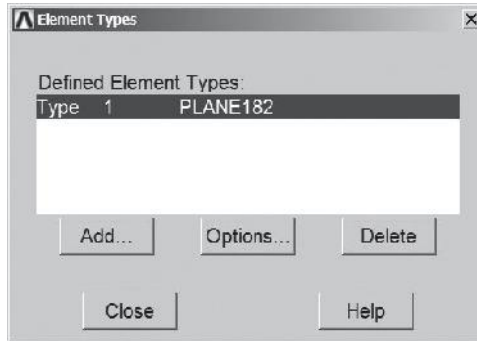 Element Types
Defined Element Types:
Type 1 PLANE182
Add... Options... Delete
Close Help